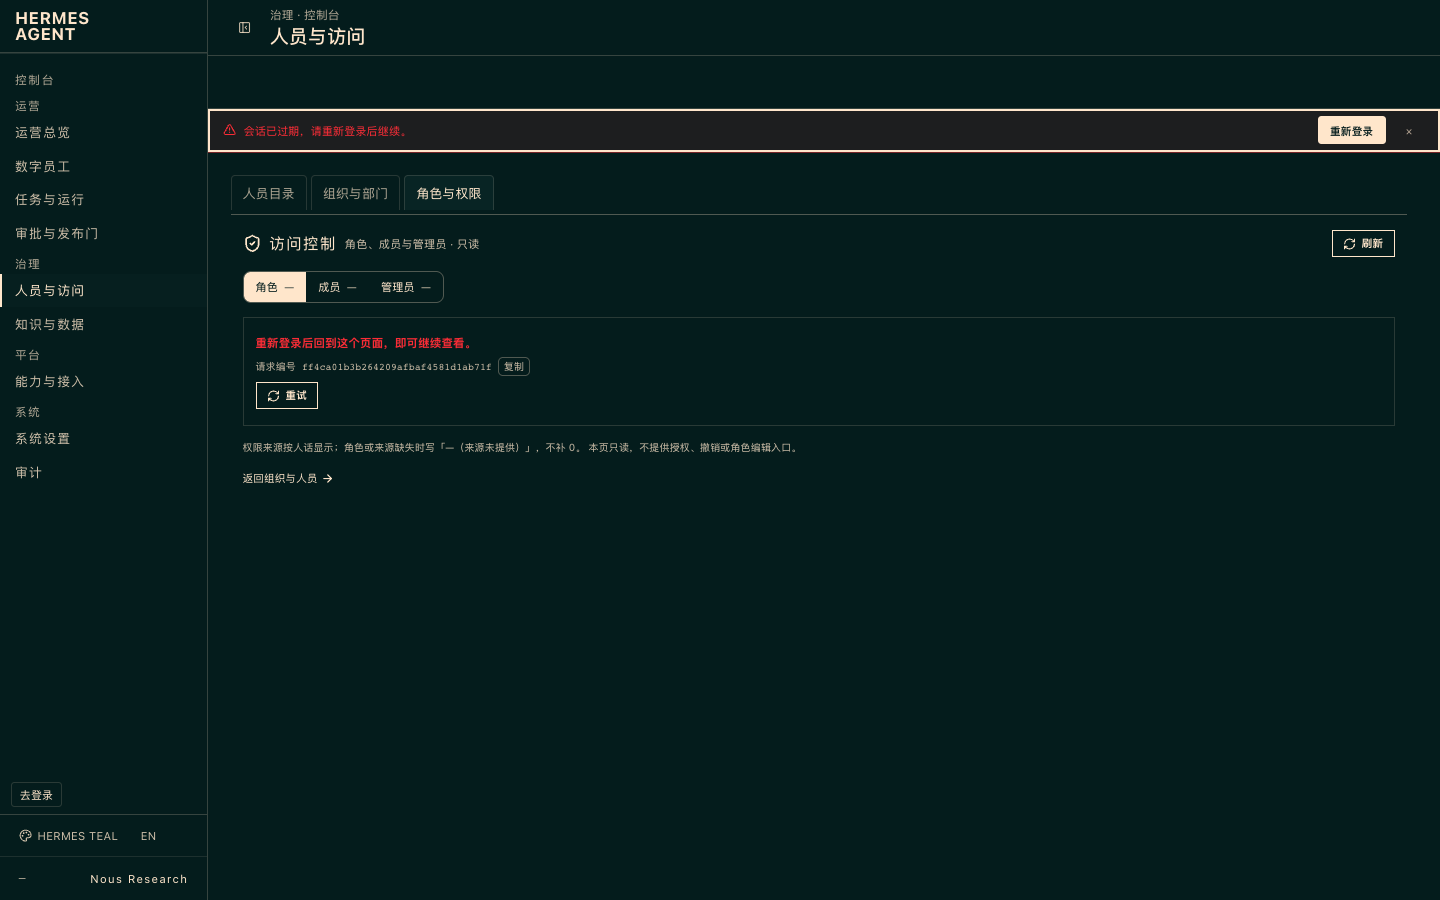 HERMES
AGENT
控制台
运营
运营总览
数字员工
任务与运行
审批与发布门
治理
人员与访问
知识与数据
平台
能力与接入
系统
系统设置
审计
去登录
HERMES TEAL EN
— Nous Research
治理 · 控制台
人员与访问
会话已过期，请重新登录后继续。
重新登录 ×
人员目录 组织与部门 角色与权限
访问控制 角色、成员与管理员 · 只读
刷新
角色 — 成员 — 管理员 —
重新登录后回到这个页面，即可继续查看。
请求编号 ff4ca01b3b264209afbaf4581d1ab71f 复制
重试
权限来源按人话显示；角色或来源缺失时写「—（来源未提供）」，不补 0。 本页只读，不提供授权、撤销或角色编辑入口。
返回组织与人员 →